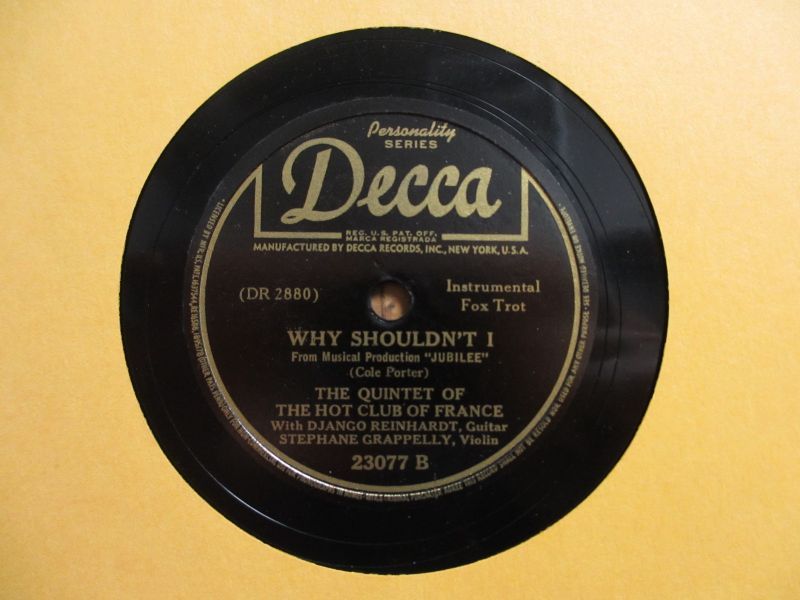 Personality
SERIES
Decca
REG. U.S. PAT. OFF.
MARCA REGISTRADA
MANUFACTURED BY DECCA RECORDS, INC., NEW YORK, U.S.A.
(DR 2880)
Instrumental
Fox Trot
WHY SHOULDN'T I
From Musical Production "JUBILEE"
(Cole Porter)
THE QUINTET OF
THE HOT CLUB OF FRANCE
With DJANGO REINHARDT, Guitar
STEPHANE GRAPPELLY, Violin
23077 B